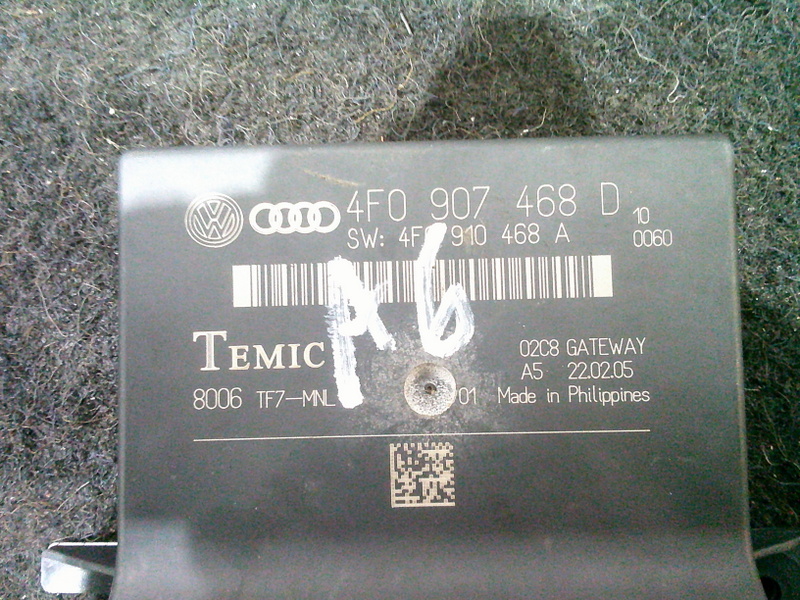 4F0 907 468 D
10
SW: 4F0 910 468 A
0060
A6
TEMIC
02C8 GATEWAY
A5 22.02.05
8006 TF7-MNL 01 Made in Philippines